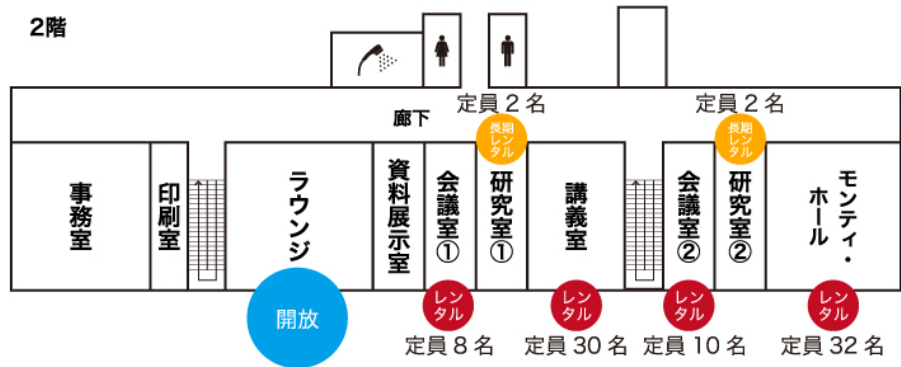 2階
廊下
定員2名
定員2名
長期
レン
タル
長期
レン
タル
事務室
印刷室
ラウンジ
資料展示室
会議室①
研究室①
講義室
会議室②
研究室②
モンティ・
ホール
開放
レン
タル
レン
タル
レン
タル
レン
タル
定員8名
定員30名
定員10名
定員32名